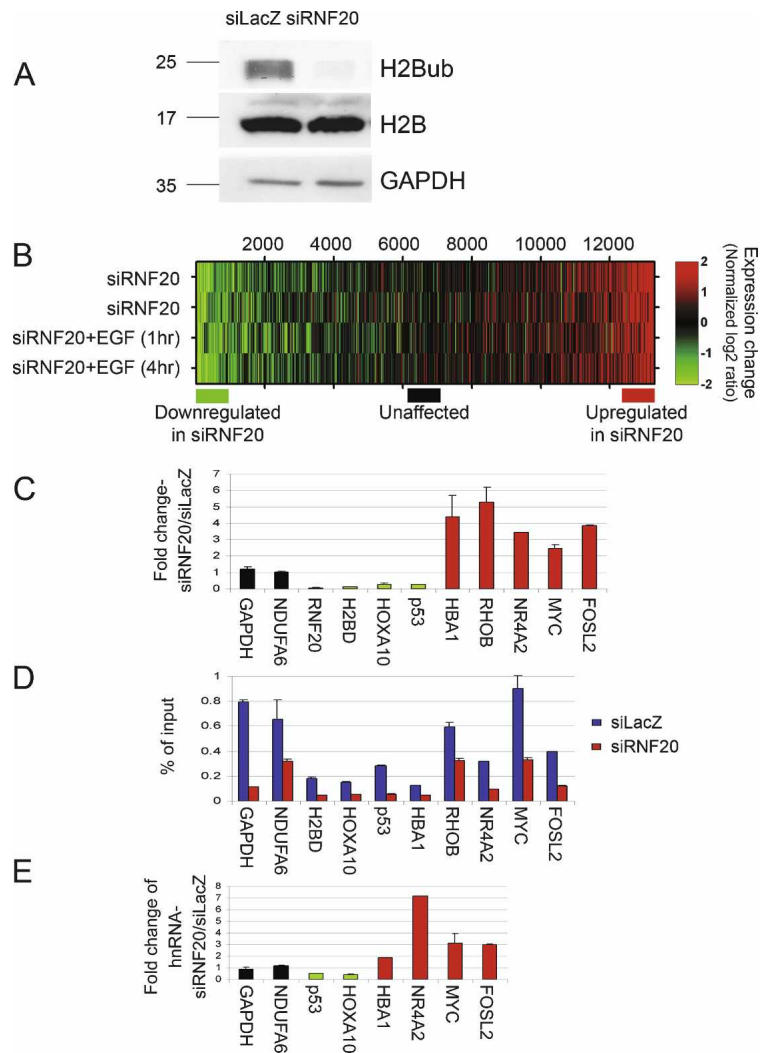 siLacZ siRNF20
A
25
H2Bub
17
H2B
35
GAPDH
B
2000 4000 6000 8000 10000 12000
siRNF20
siRNF20
siRNF20+EGF (1hr)
siRNF20+EGF (4hr)
2
1
0
-1
-2
Expression change
(Normalized log2 ratio)
Downregulated
in siRNF20
Unaffected
Upregulated
in siRNF20
C
Fold change-
siRNF20/siLacZ
7
6
5
4
3
2
1
0
GAPDH
NDUFA6
RNF20
H2BD
HOXA10
p53
HBA1
RHOB
NR4A2
MYC
FOSL2
D
% of input
1
0.8
0.6
0.4
0.2
0
GAPDH
NDUFA6
H2BD
HOXA10
p53
HBA1
RHOB
NR4A2
MYC
FOSL2
siLacZ
siRNF20
E
Fold change of
hnRNA-
siRNF20/siLacZ
8
7
6
5
4
3
2
1
0
GAPDH
NDUFA6
p53
HOXA10
HBA1
NR4A2
MYC
FOSL2